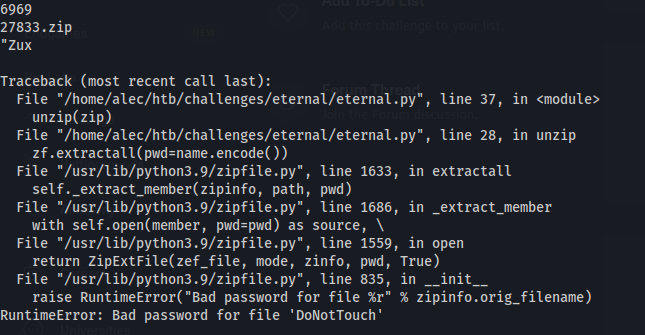 6969
27833.zip
"Zux
Traceback (most recent call last):
  File "/home/alec/htb/challenges/eternal/eternal.py", line 37, in <module>
    unzip(zip)
  File "/home/alec/htb/challenges/eternal/eternal.py", line 28, in unzip
    zf.extractall(pwd=name.encode())
  File "/usr/lib/python3.9/zipfile.py", line 1633, in extractall
    self._extract_member(zipinfo, path, pwd)
  File "/usr/lib/python3.9/zipfile.py", line 1686, in _extract_member
    with self.open(member, pwd=pwd) as source, \
  File "/usr/lib/python3.9/zipfile.py", line 1559, in open
    return ZipExtFile(zef_file, mode, zinfo, pwd, True)
  File "/usr/lib/python3.9/zipfile.py", line 835, in __init__
    raise RuntimeError("Bad password for file %r" % zipinfo.orig_filename)
RuntimeError: Bad password for file 'DoNotTouch'
Add To-Do List
NEW
Add this challenge to your list.
Forum Thread
Join the Forum discussion.
Universities